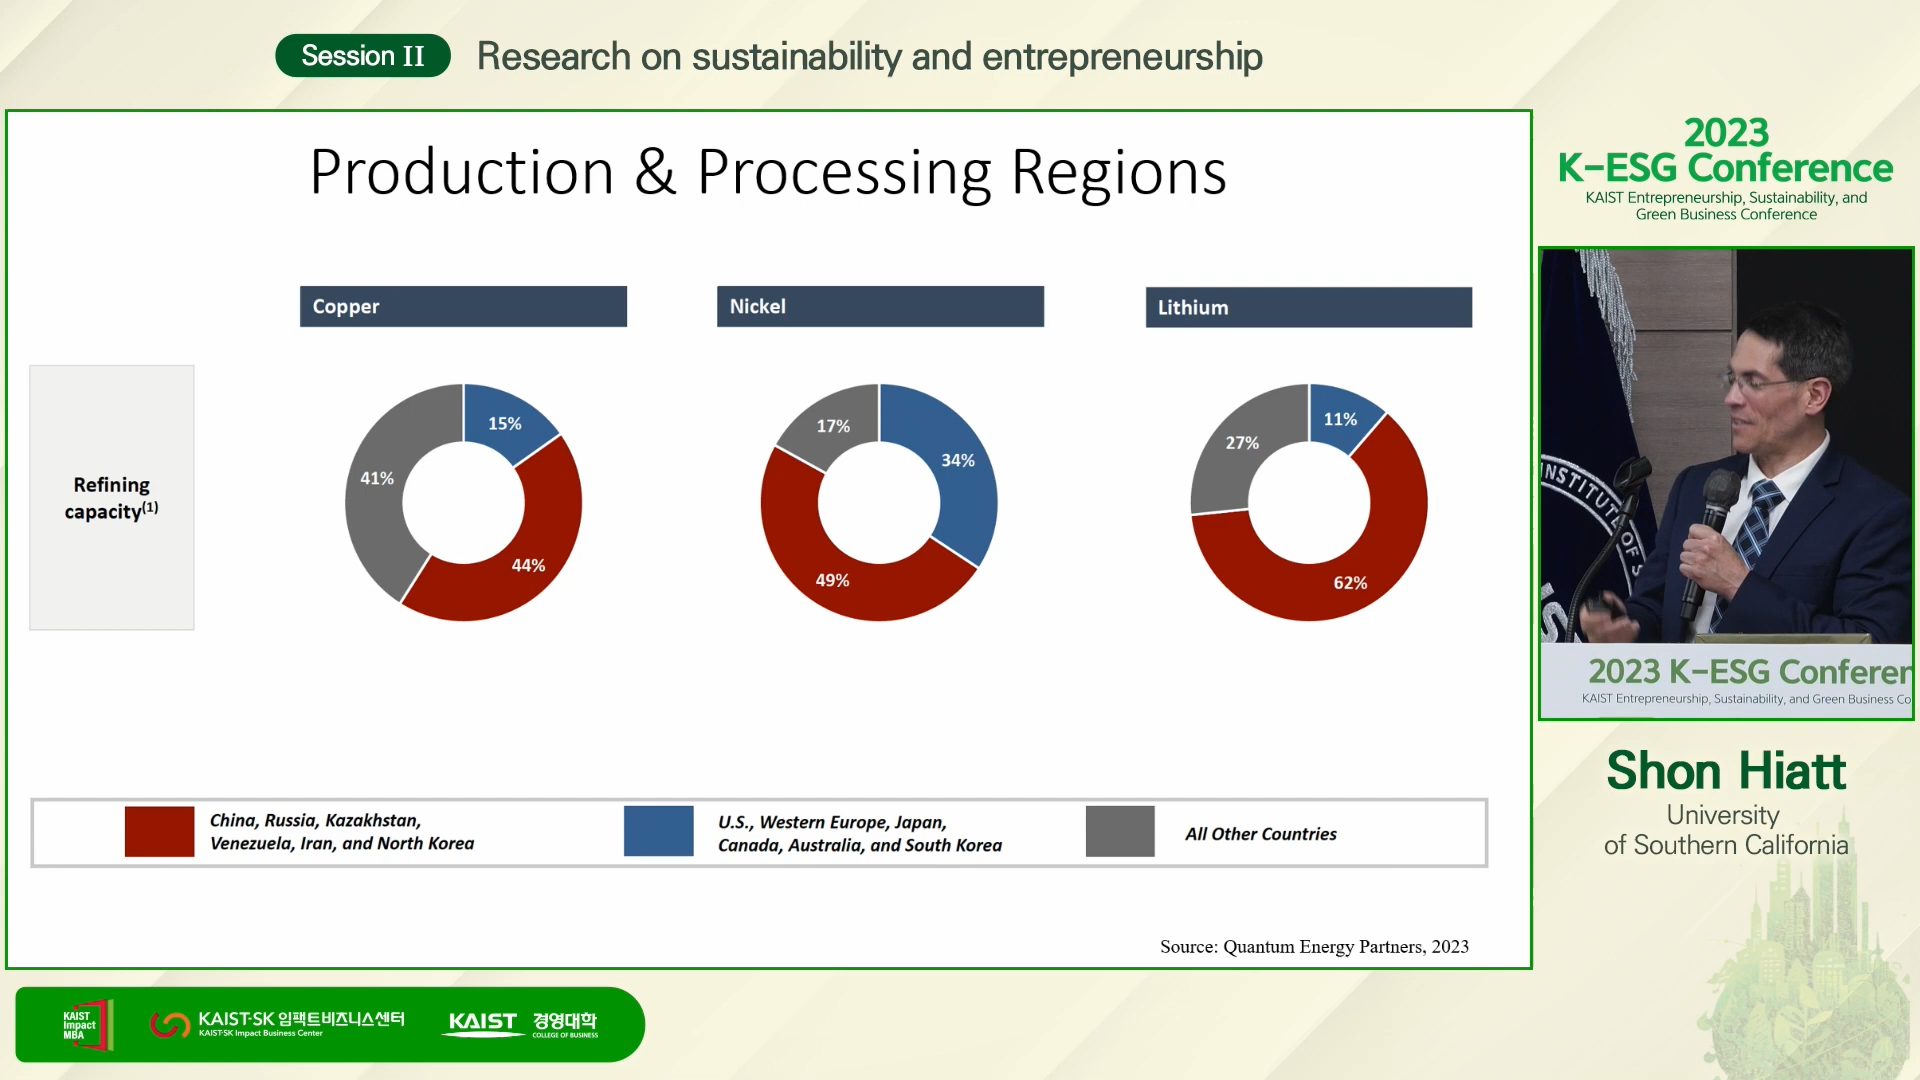 Session II
Research on sustainability and entrepreneurship
Production & Processing Regions
Copper
Nickel
Lithium
Refining
capacity(1)
15%
44%
41%
34%
49%
17%
11%
62%
27%
China, Russia, Kazakhstan,
Venezuela, Iran, and North Korea
U.S., Western Europe, Japan,
Canada, Australia, and South Korea
All Other Countries
Source: Quantum Energy Partners, 2023
2023
K-ESG Conference
KAIST Entrepreneurship, Sustainability, and
Green Business Conference
INSTITUTE OF
2023 K-ESG Conferen
KAIST Entrepreneurship, Sustainability, and Green Business Co
Shon Hiatt
University
of Southern California
KAIST
Impact
MBA
KAIST-SK 임팩트비즈니스센터
KAIST-SK Impact Business Center
KAIST 경영대학
COLLEGE OF BUSINESS